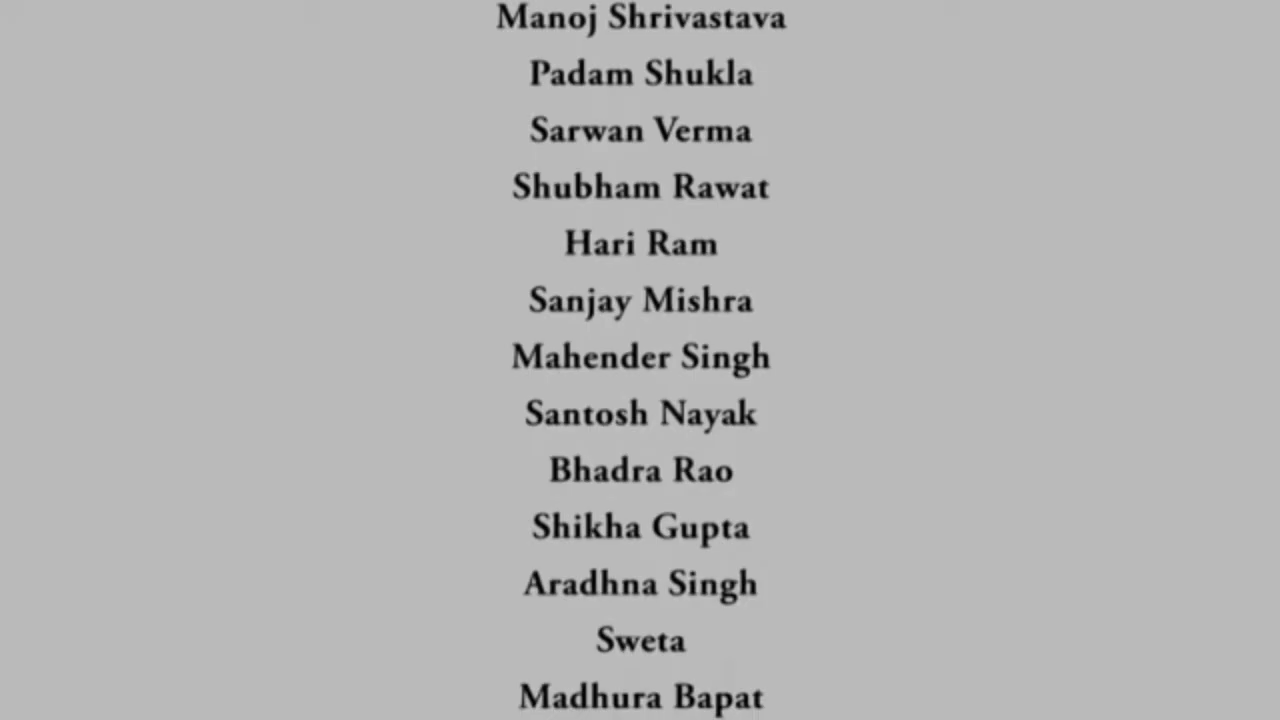 Manoj Shrivastava
Padam Shukla
Sarwan Verma
Shubham Rawat
Hari Ram
Sanjay Mishra
Mahender Singh
Santosh Nayak
Bhadra Rao
Shikha Gupta
Aradhna Singh
Sweta
Madhura Bapat